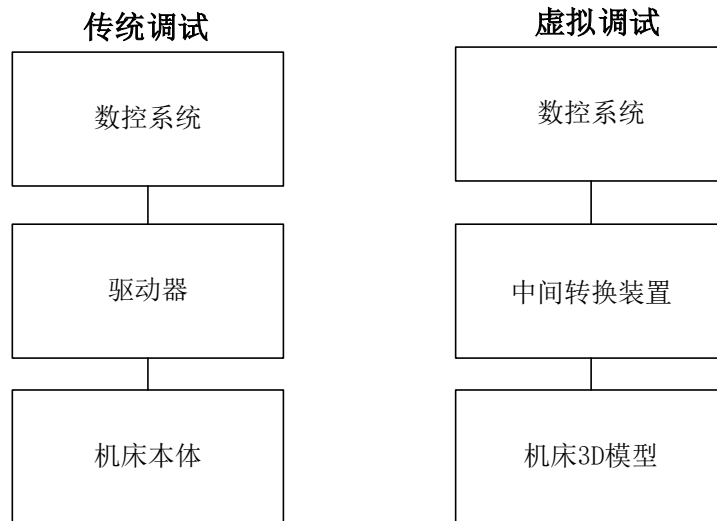 传统调试
数控系统
驱动器
机床本体
虚拟调试
数控系统
中间转换装置
机床3D模型